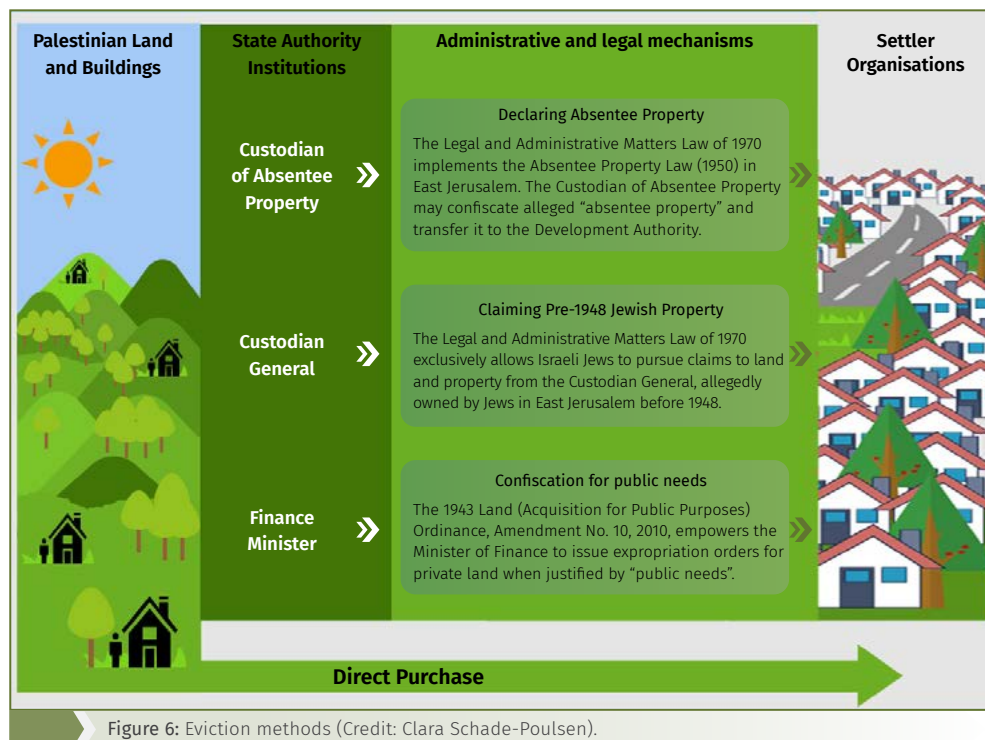 Palestinian Land
and Buildings
State Authority
Institutions
Administrative and legal mechanisms
Settler
Organisations
Custodian
of Absentee
Property
Declaring Absentee Property
The Legal and Administrative Matters Law of 1970
implements the Absentee Property Law (1950) in
East Jerusalem. The Custodian of Absentee Property
may confiscate alleged “absentee property” and
transfer it to the Development Authority.
Custodian
General
Claiming Pre-1948 Jewish Property
The Legal and Administrative Matters Law of 1970
exclusively allows Israeli Jews to pursue claims to land
and property from the Custodian General, allegedly
owned by Jews in East Jerusalem before 1948.
Finance
Minister
Confiscation for public needs
The 1943 Land (Acquisition for Public Purposes)
Ordinance, Amendment No. 10, 2010, empowers the
Minister of Finance to issue expropriation orders for
private land when justified by “public needs”.
Direct Purchase
Figure 6: Eviction methods (Credit: Clara Schade-Poulsen).